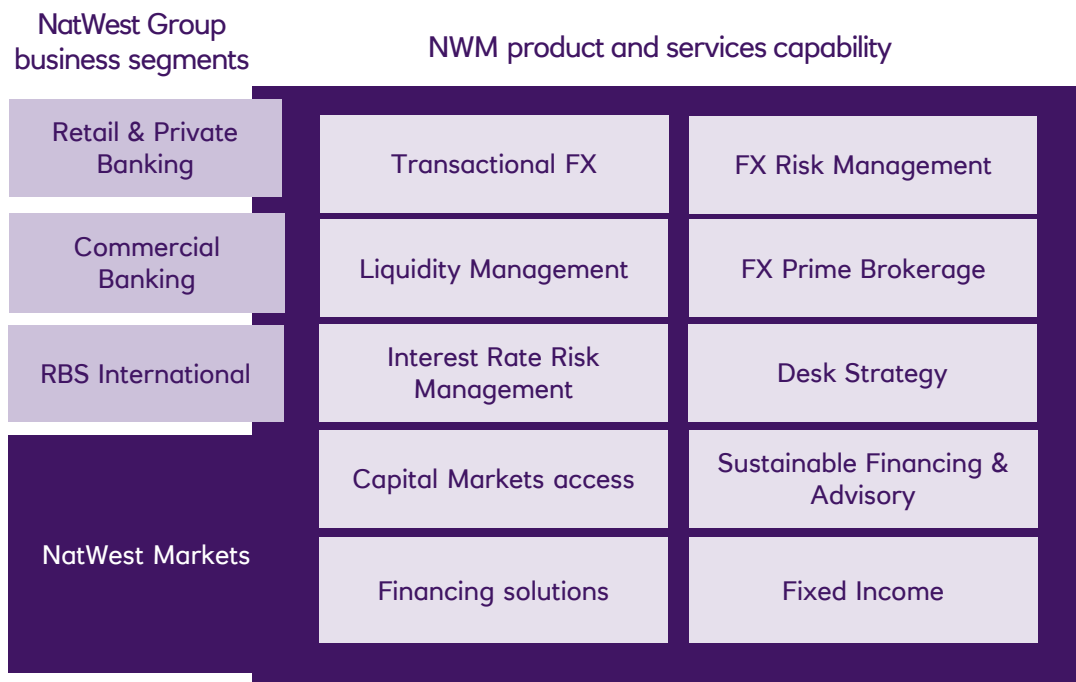 NatWest Group
business segments
NWM product and services capability
Retail & Private
Banking
Transactional FX
FX Risk Management
Commercial
Banking
Liquidity Management
FX Prime Brokerage
RBS International
Interest Rate Risk
Management
Desk Strategy
NatWest Markets
Capital Markets access
Sustainable Financing &
Advisory
Financing solutions
Fixed Income